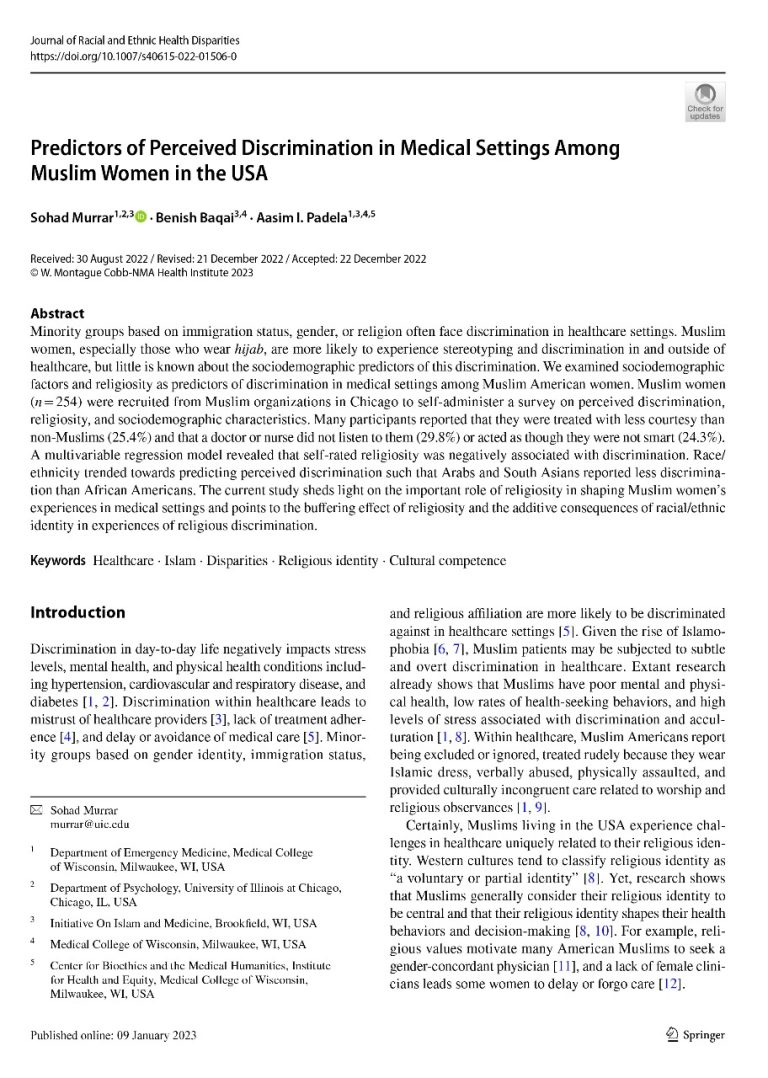 Journal of Racial and Ethnic Health Disparities
https://doi.org/10.1007/s40615-022-01506-0
Check for
updates
Predictors of Perceived Discrimination in Medical Settings Among
Muslim Women in the USA
Sohad Murrar1,2,3 iD · Benish Baqai3,4 · Aasim I. Padela1,3,4,5
Received: 30 August 2022 / Revised: 21 December 2022 / Accepted: 22 December 2022
© W. Montague Cobb-NMA Health Institute 2023
Abstract
Minority groups based on immigration status, gender, or religion often face discrimination in healthcare settings. Muslim
women, especially those who wear hijab, are more likely to experience stereotyping and discrimination in and outside of
healthcare, but little is known about the sociodemographic predictors of this discrimination. We examined sociodemographic
factors and religiosity as predictors of discrimination in medical settings among Muslim American women. Muslim women
(n=254) were recruited from Muslim organizations in Chicago to self-administer a survey on perceived discrimination,
religiosity, and sociodemographic characteristics. Many participants reported that they were treated with less courtesy than
non-Muslims (25.4%) and that a doctor or nurse did not listen to them (29.8%) or acted as though they were not smart (24.3%).
A multivariable regression model revealed that self-rated religiosity was negatively associated with discrimination. Race/
ethnicity trended towards predicting perceived discrimination such that Arabs and South Asians reported less discrimina-
tion than African Americans. The current study sheds light on the important role of religiosity in shaping Muslim women's
experiences in medical settings and points to the buffering effect of religiosity and the additive consequences of racial/ethnic
identity in experiences of religious discrimination.
Keywords Healthcare · Islam · Disparities · Religious identity · Cultural competence
Introduction
Discrimination in day-to-day life negatively impacts stress
levels, mental health, and physical health conditions includ-
ing hypertension, cardiovascular and respiratory disease, and
diabetes [1, 2]. Discrimination within healthcare leads to
mistrust of healthcare providers [3], lack of treatment adher-
ence [4], and delay or avoidance of medical care [5]. Minor-
ity groups based on gender identity, immigration status,
Sohad Murrar
murrar@uic.edu
1 Department of Emergency Medicine, Medical College
of Wisconsin, Milwaukee, WI, USA
2 Department of Psychology, University of Illinois at Chicago,
Chicago, IL, USA
3 Initiative On Islam and Medicine, Brookfield, WI, USA
4 Medical College of Wisconsin, Milwaukee, WI, USA
5 Center for Bioethics and the Medical Humanities, Institute
for Health and Equity, Medical College of Wisconsin,
Milwaukee, WI, USA
and religious affiliation are more likely to be discriminated
against in healthcare settings [5]. Given the rise of Islamo-
phobia [6, 7], Muslim patients may be subjected to subtle
and overt discrimination in healthcare. Extant research
already shows that Muslims have poor mental and physi-
cal health, low rates of health-seeking behaviors, and high
levels of stress associated with discrimination and accul-
turation [1, 8]. Within healthcare, Muslim Americans report
being excluded or ignored, treated rudely because they wear
Islamic dress, verbally abused, physically assaulted, and
provided culturally incongruent care related to worship and
religious observances [1, 9].
Certainly, Muslims living in the USA experience chal-
lenges in healthcare uniquely related to their religious iden-
tity. Western cultures tend to classify religious identity as
"a voluntary or partial identity" [8]. Yet, research shows
that Muslims generally consider their religious identity to
be central and that their religious identity shapes their health
behaviors and decision-making [8, 10]. For example, reli-
gious values motivate many American Muslims to seek a
gender-concordant physician [11], and a lack of female clini-
cians leads some women to delay or forgo care [12].
Published online: 09 January 2023
Springer